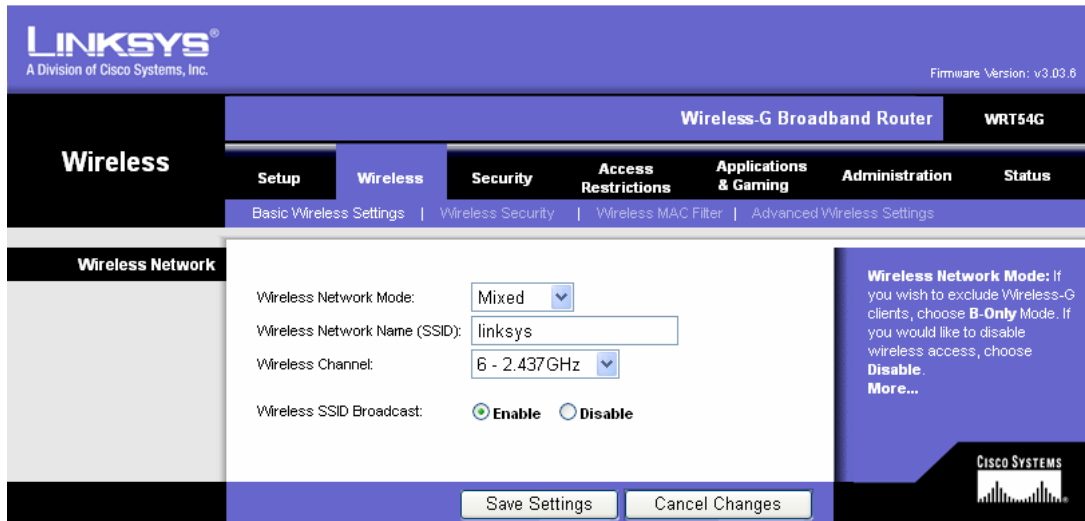 LINKSYS®
A Division of Cisco Systems, Inc.
Firmware Version: v3.03.6
Wireless-G Broadband Router
WRT54G
Wireless
Setup
Wireless
Security
Access
Restrictions
Applications
& Gaming
Administration
Status
Basic Wireless Settings | Wireless Security | Wireless MAC Filter | Advanced Wireless Settings
Wireless Network
Wireless Network Mode: Mixed
Wireless Network Name (SSID): linksys
Wireless Channel: 6 - 2.437GHz
Wireless SSID Broadcast: Enable Disable
Wireless Network Mode: If
you wish to exclude Wireless-G
clients, choose B-Only Mode. If
you would like to disable
wireless access, choose
Disable.
More...
CISCO SYSTEMS
Save Settings
Cancel Changes